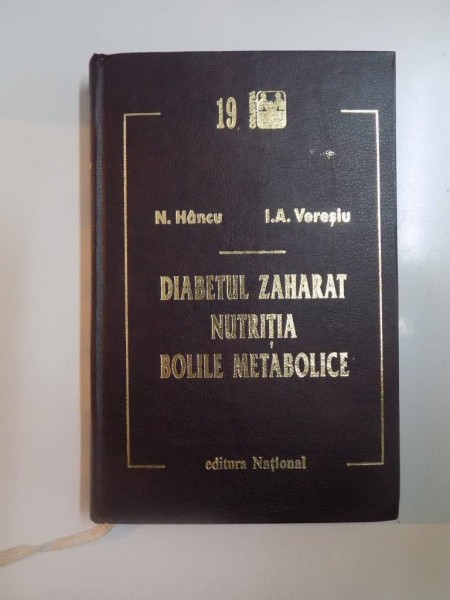 19
N. Hâncu I.A. Vereşiu
DIABETUL ZAHARAT
NUTRIŢIA
BOLILE METABOLICE
editura Naţional